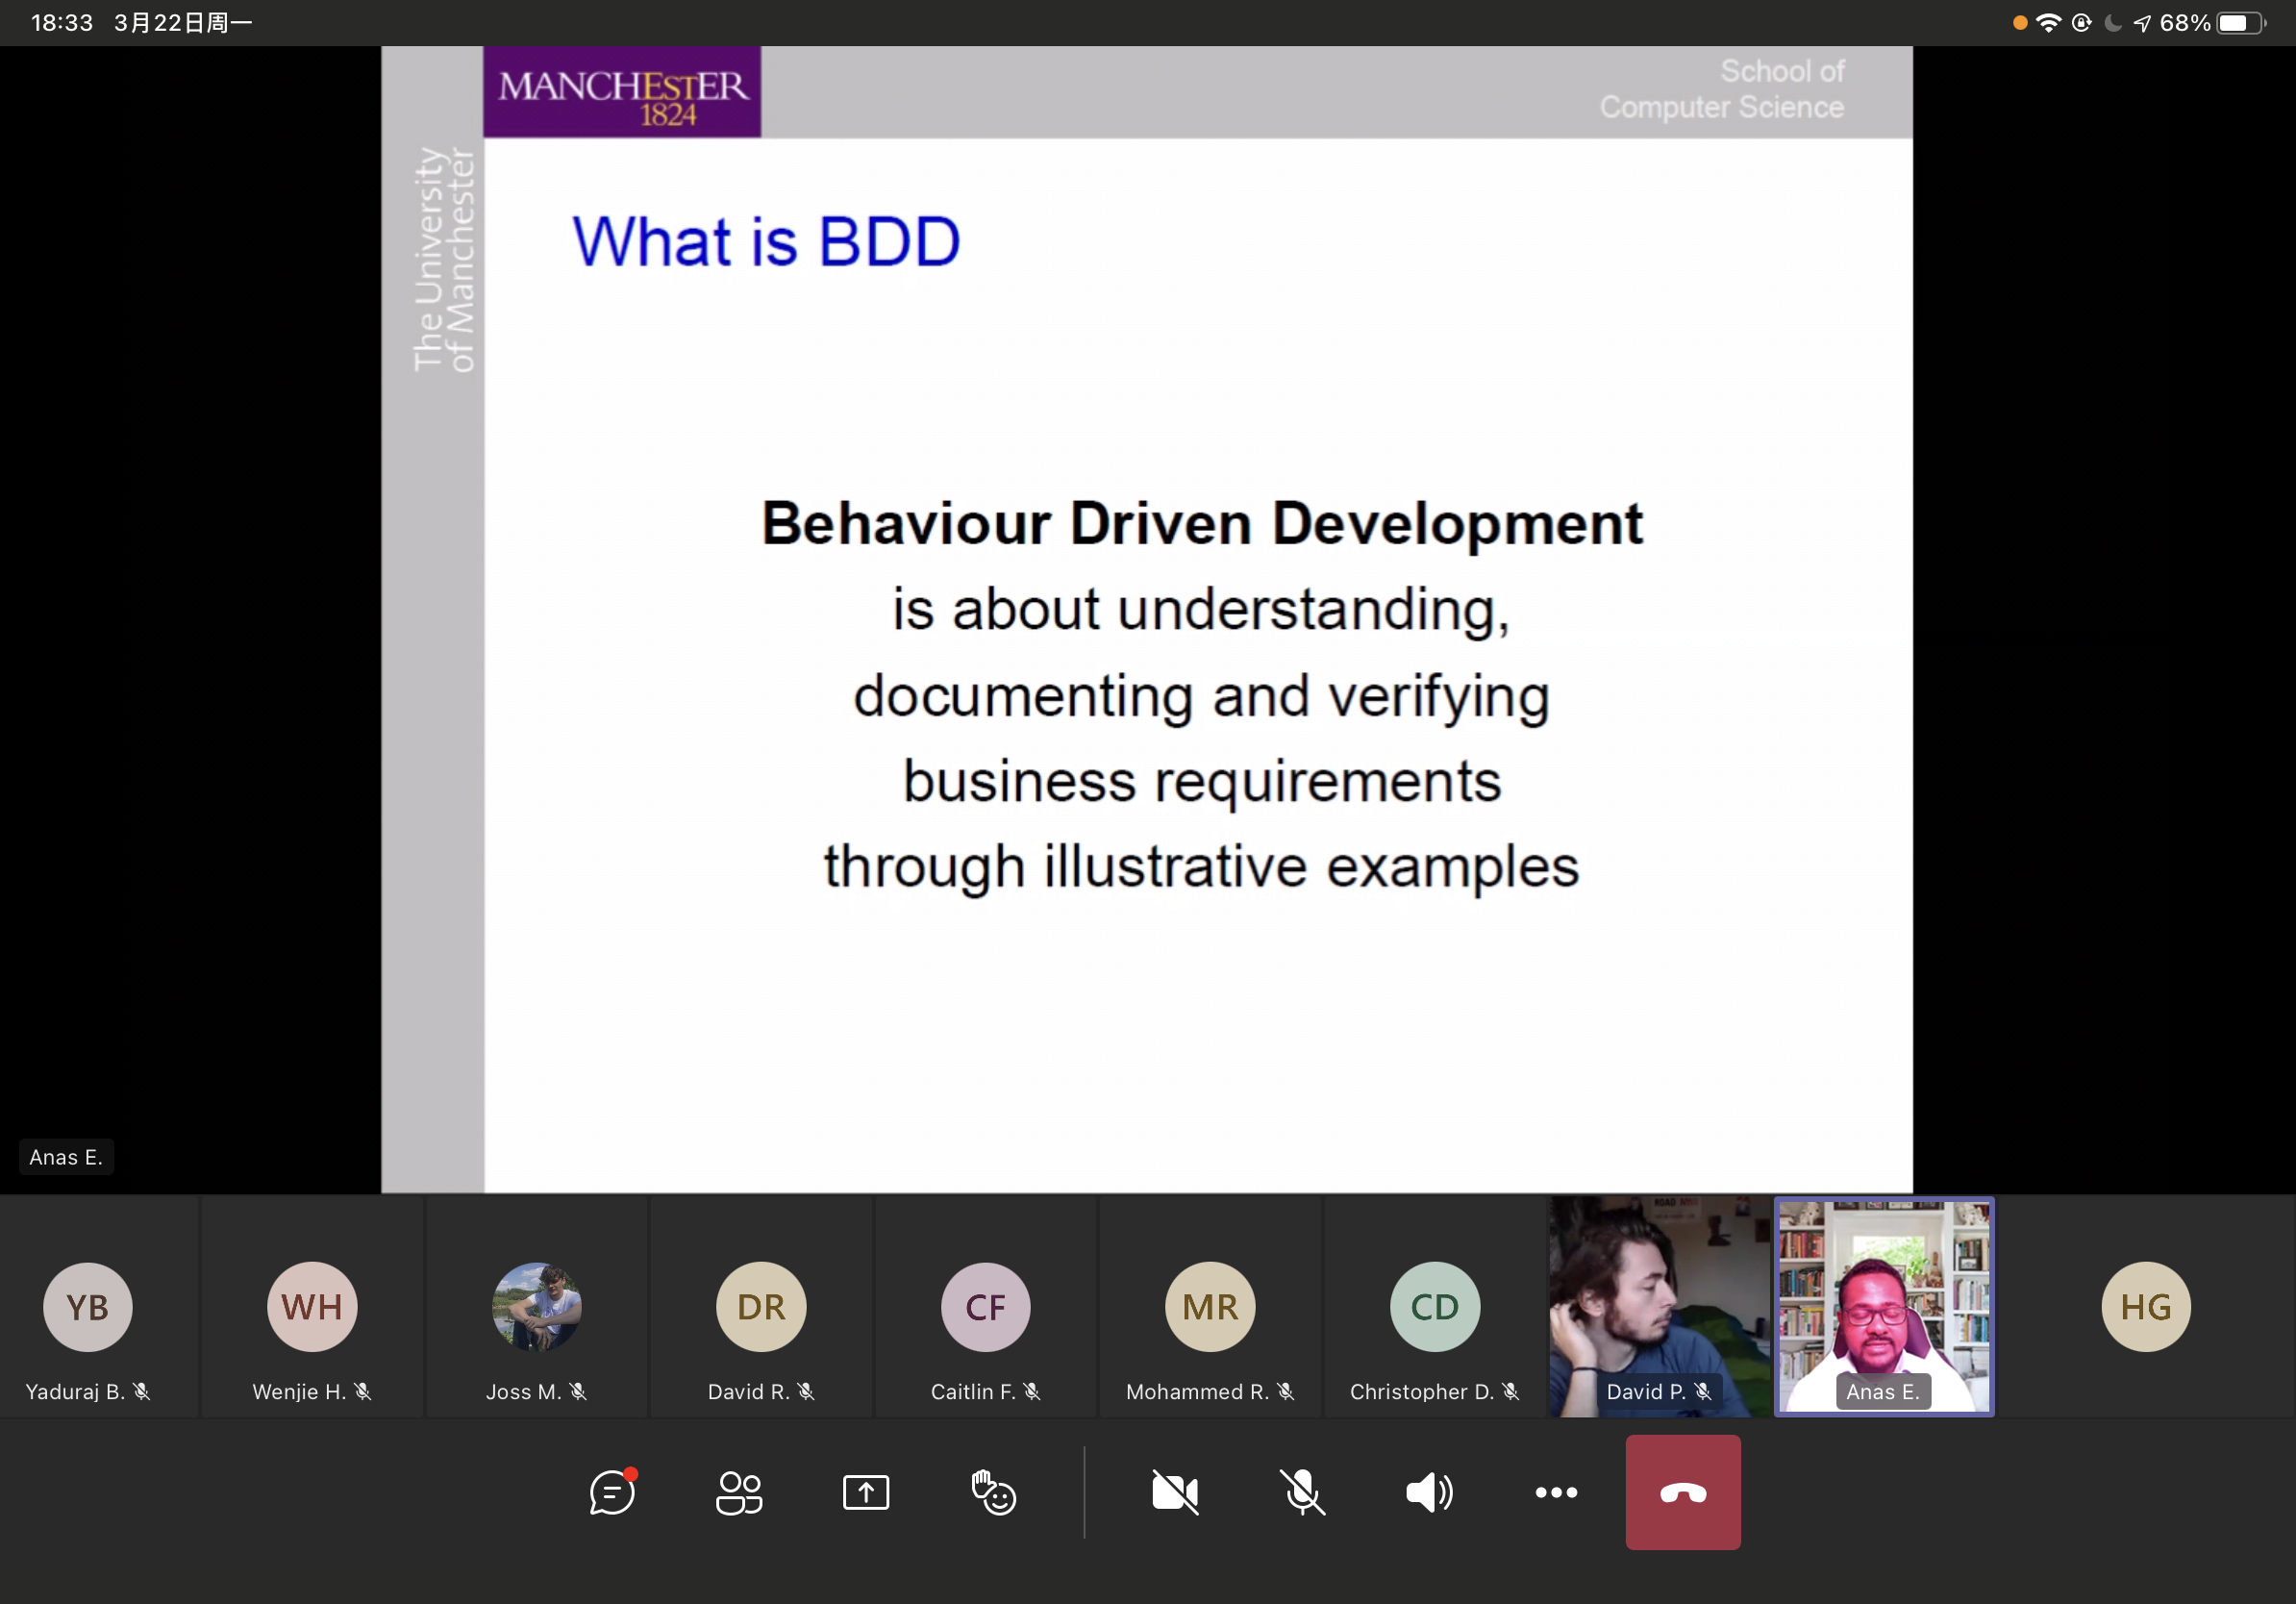 18:33 3月22日周一
68%
MANCHESTER
1824
School of
Computer Science
The University
of Manchester
What is BDD
Behaviour Driven Development
is about understanding,
documenting and verifying
business requirements
through illustrative examples
Anas E.
YB
WH
DR
CF
MR
CD
HG
Yaduraj B.
Wenjie H.
Joss M.
David R.
Caitlin F.
Mohammed R.
Christopher D.
David P.
Anas E.